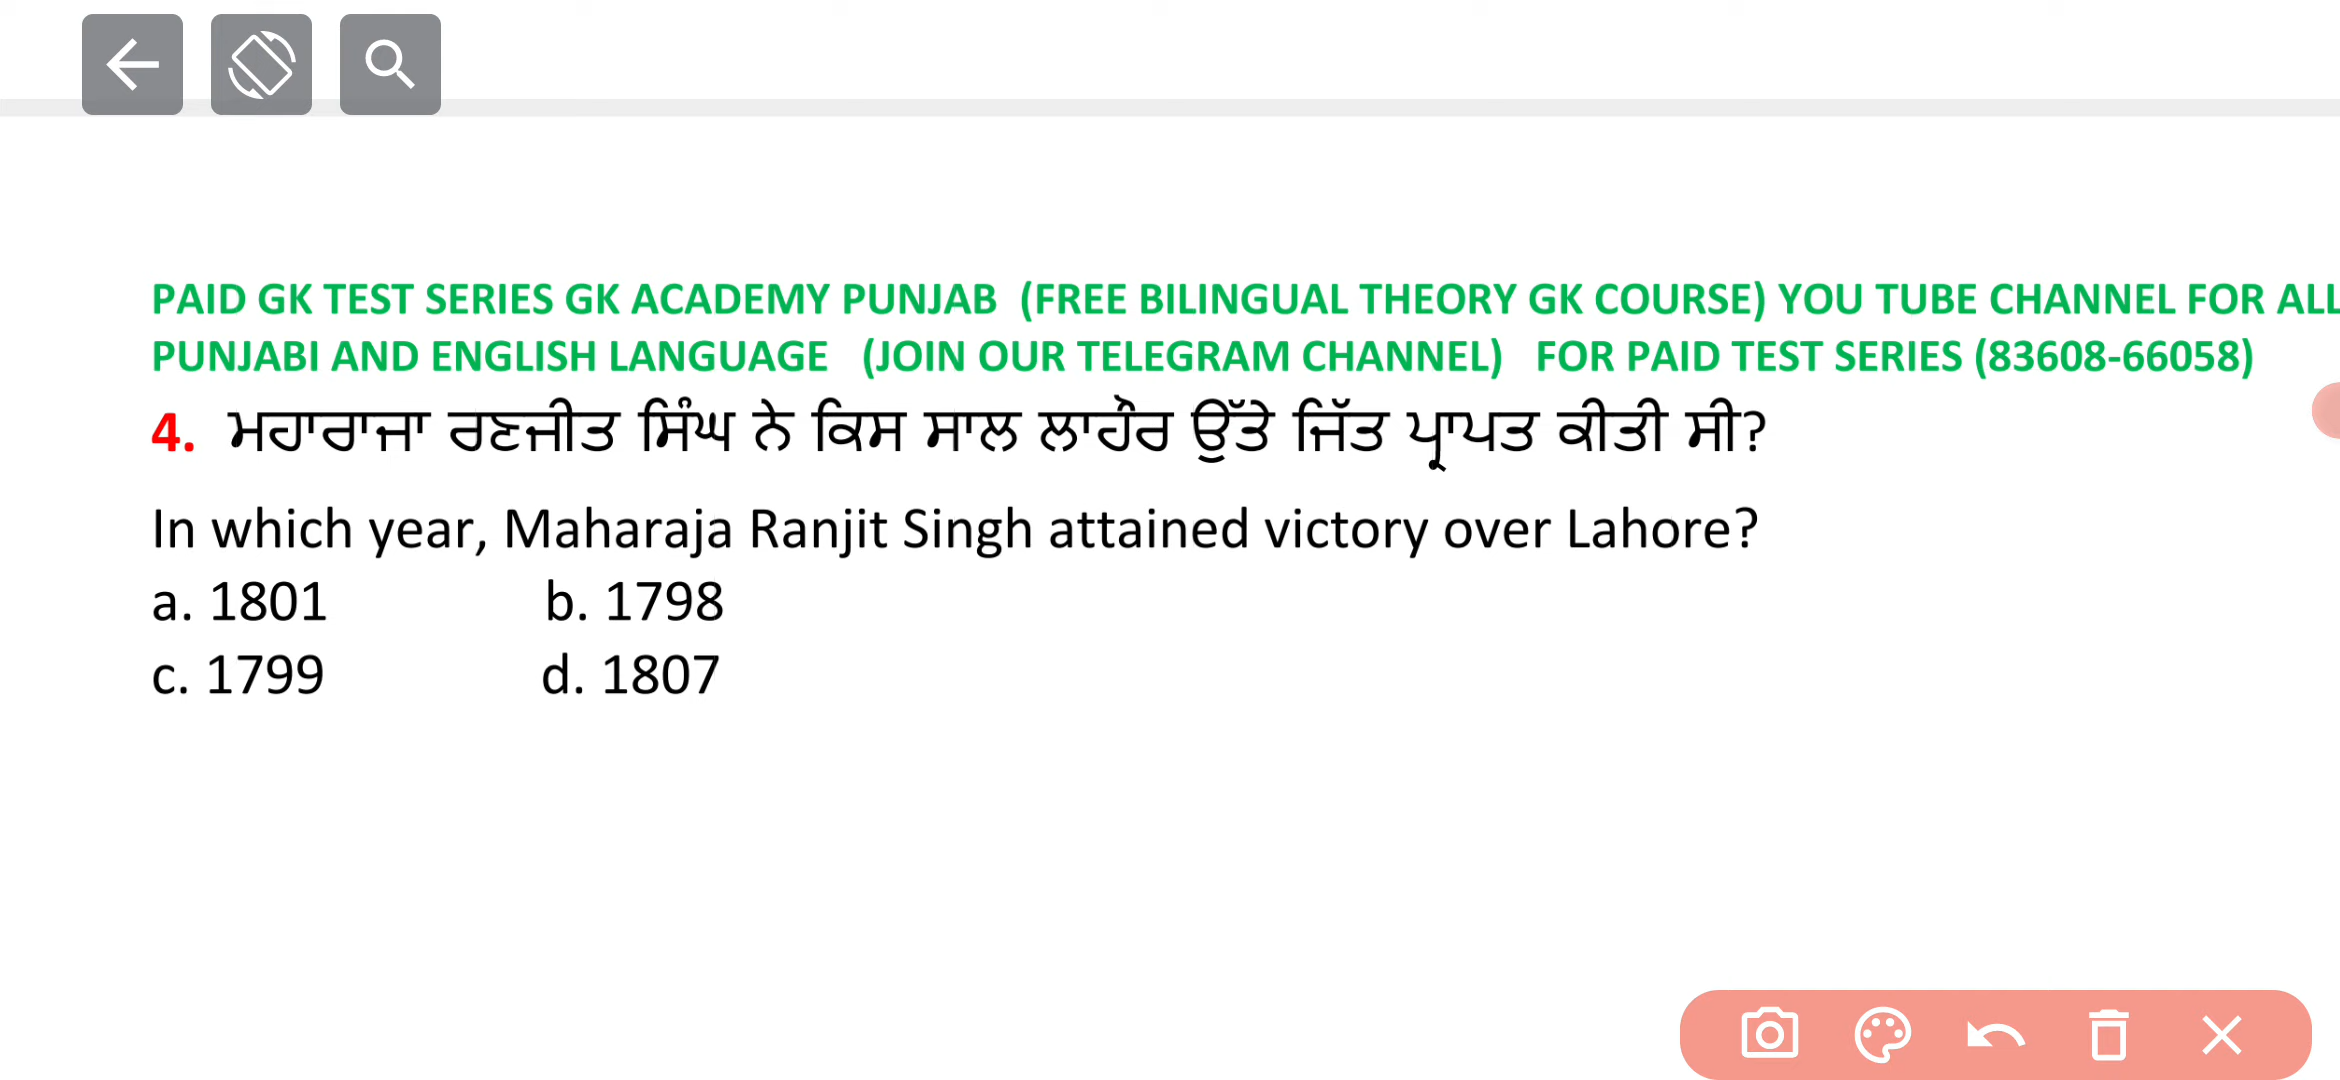 PAID GK TEST SERIES GK ACADEMY PUNJAB (FREE BILINGUAL THEORY GK COURSE) YOU TUBE CHANNEL FOR ALL
PUNJABI AND ENGLISH LANGUAGE (JOIN OUR TELEGRAM CHANNEL) FOR PAID TEST SERIES (83608-66058)
4. ਮਹਾਰਾਜਾ ਰਣਜੀਤ ਸਿੰਘ ਨੇ ਕਿਸ ਸਾਲ ਲਾਹੌਰ ਉੱਤੇ ਜਿੱਤ ਪ੍ਰਾਪਤ ਕੀਤੀ ਸੀ?
In which year, Maharaja Ranjit Singh attained victory over Lahore?
a. 1801 b. 1798
c. 1799 d. 1807